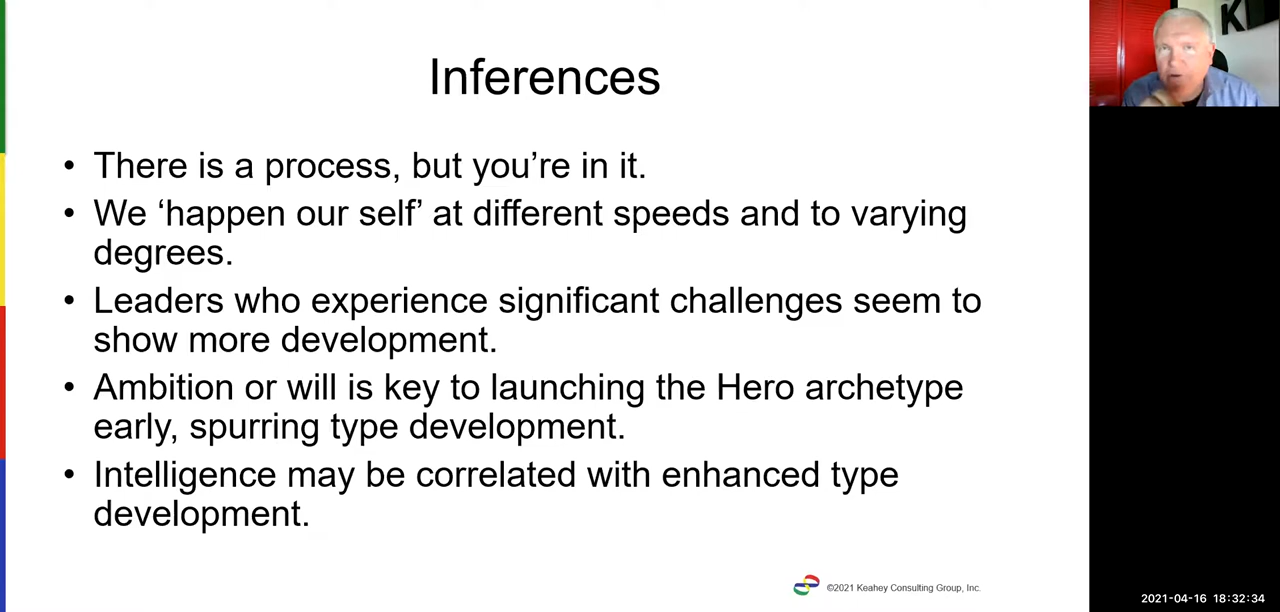 Inferences
• There is a process, but you’re in it.
• We ‘happen our self’ at different speeds and to varying
degrees.
• Leaders who experience significant challenges seem to
show more development.
• Ambition or will is key to launching the Hero archetype
early, spurring type development.
• Intelligence may be correlated with enhanced type
development.
©2021 Keahey Consulting Group, Inc.
K
2021-04-16 18:32:34